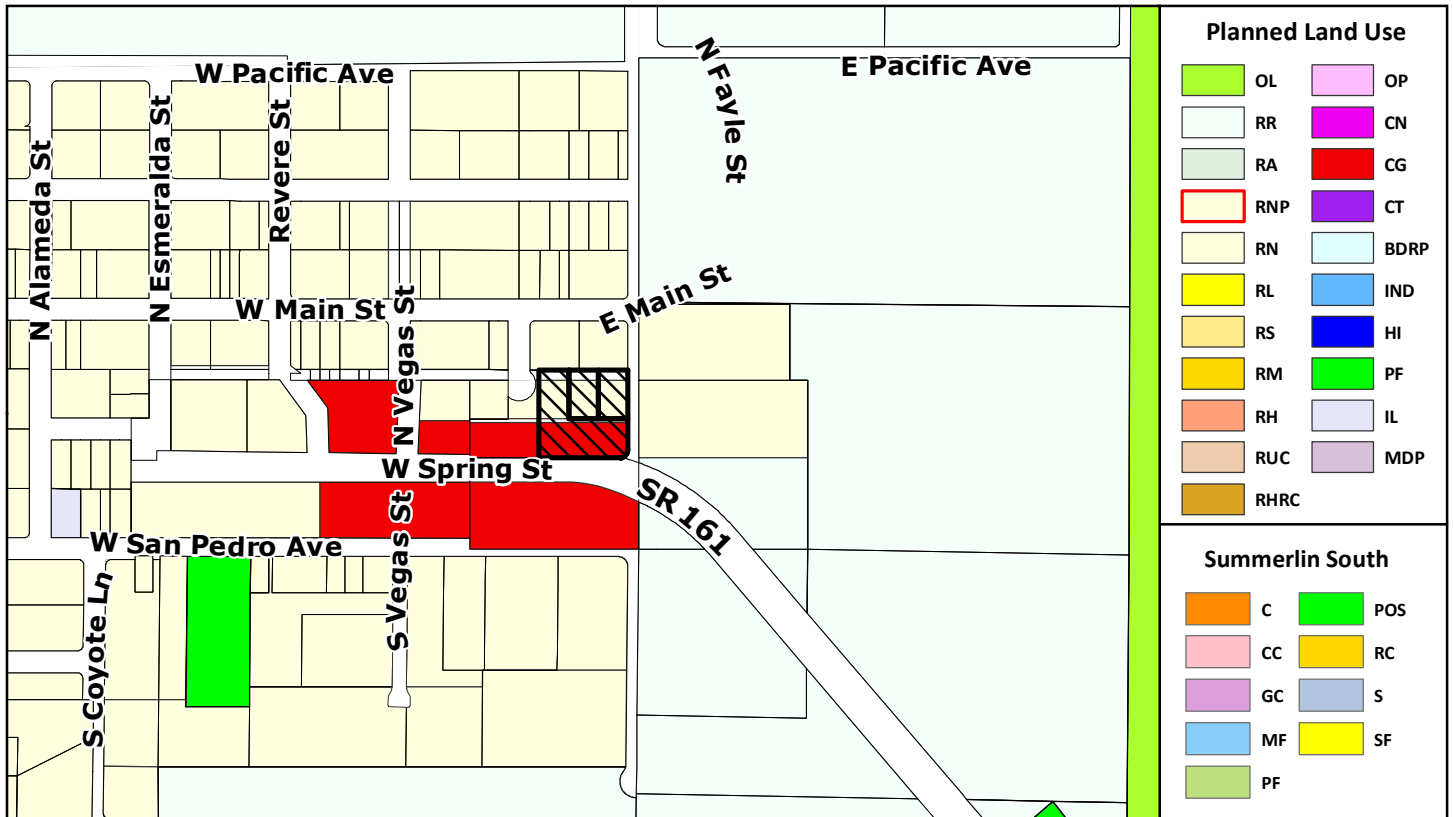 W Pacific Ave
E Pacific Ave
N Fayle St
N Alameda St
N Esmeralda St
Revere St
W Main St
E Main St
N Vegas St
W Spring St
SR 161
W San Pedro Ave
S Vegas St
S Coyote Ln
Planned Land Use
OL OP
RR CN
RA CG
RNP CT
RN BDRP
RL IND
RS HI
RM PF
RH IL
RUC MDP
RHRC
Summerlin South
C POS
CC RC
GC S
MF SF
PF